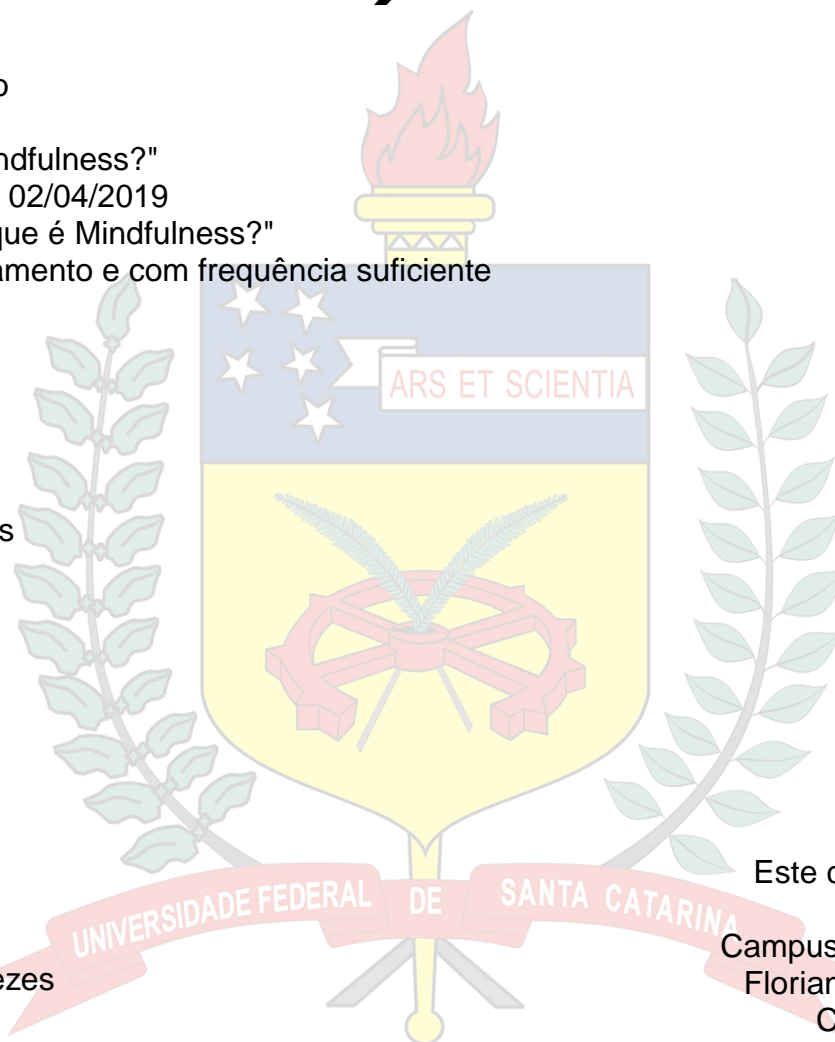 o
ndfulness?"
02/04/2019
que é Mindfulness?"
amento e com frequência suficiente
ARS ET SCIENTIA
s
Este c
UNIVERSIDADE FEDERAL DE SANTA CATARINA
Campus
ezes
Florian
C